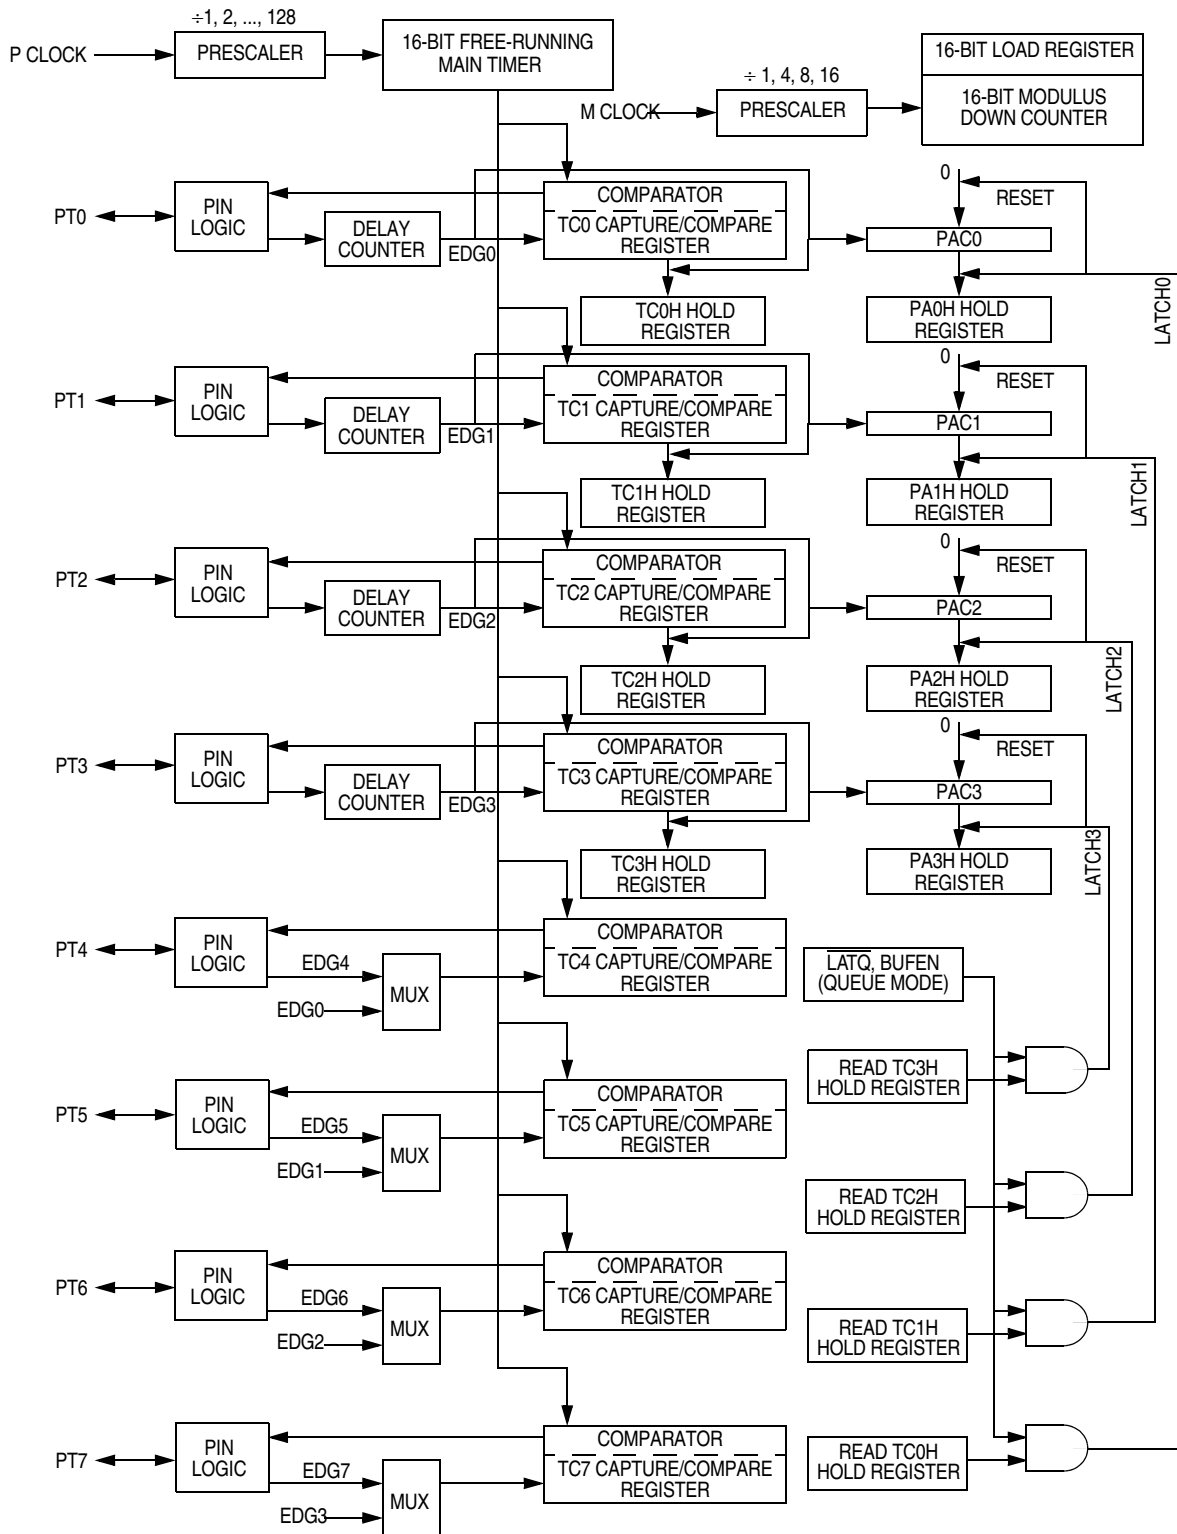 ÷1, 2, ..., 128
P CLOCK
PRESCALER
16-BIT FREE-RUNNING
MAIN TIMER
16-BIT LOAD REGISTER
16-BIT MODULUS
DOWN COUNTER
÷ 1, 4, 8, 16
M CLOCK
PRESCALER
PT0
PIN
LOGIC
DELAY
COUNTER
EDG0
COMPARATOR
TC0 CAPTURE/COMPARE
REGISTER
TC0H HOLD
REGISTER
0
RESET
PAC0
PA0H HOLD
REGISTER
LATCH0
PT1
PIN
LOGIC
DELAY
COUNTER
EDG1
COMPARATOR
TC1 CAPTURE/COMPARE
REGISTER
TC1H HOLD
REGISTER
0
RESET
PAC1
PA1H HOLD
REGISTER
LATCH1
PT2
PIN
LOGIC
DELAY
COUNTER
EDG2
COMPARATOR
TC2 CAPTURE/COMPARE
REGISTER
TC2H HOLD
REGISTER
0
RESET
PAC2
PA2H HOLD
REGISTER
LATCH2
PT3
PIN
LOGIC
DELAY
COUNTER
EDG3
COMPARATOR
TC3 CAPTURE/COMPARE
REGISTER
TC3H HOLD
REGISTER
0
RESET
PAC3
PA3H HOLD
REGISTER
LATCH3
PT4
PIN
LOGIC
EDG4
EDG0
MUX
COMPARATOR
TC4 CAPTURE/COMPARE
REGISTER
LATQ, BUFEN
(QUEUE MODE)
READ TC3H
HOLD REGISTER
PT5
PIN
LOGIC
EDG5
EDG1
MUX
COMPARATOR
TC5 CAPTURE/COMPARE
REGISTER
READ TC2H
HOLD REGISTER
PT6
PIN
LOGIC
EDG6
EDG2
MUX
COMPARATOR
TC6 CAPTURE/COMPARE
REGISTER
READ TC1H
HOLD REGISTER
PT7
PIN
LOGIC
EDG7
EDG3
MUX
COMPARATOR
TC7 CAPTURE/COMPARE
REGISTER
READ TC0H
HOLD REGISTER